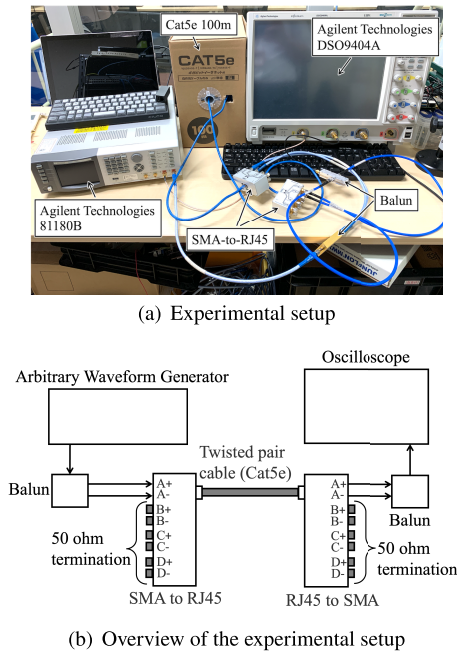 Cat5e 100m
Agilent Technologies
DSO9404A
CAT5e
100
Agilent Technologies
81180B
SMA-to-RJ45
Balun
JUNFLON
(a) Experimental setup
Oscilloscope
Arbitrary Waveform Generator
Twisted pair
cable (Cat5e)
Balun
A+
A-
B+
B-
C+
C-
D+
D-
50 ohm
termination
SMA to RJ45
A+
A-
B+
B-
C+
C-
D+
D-
Balun
50 ohm
termination
RJ45 to SMA
(b) Overview of the experimental setup